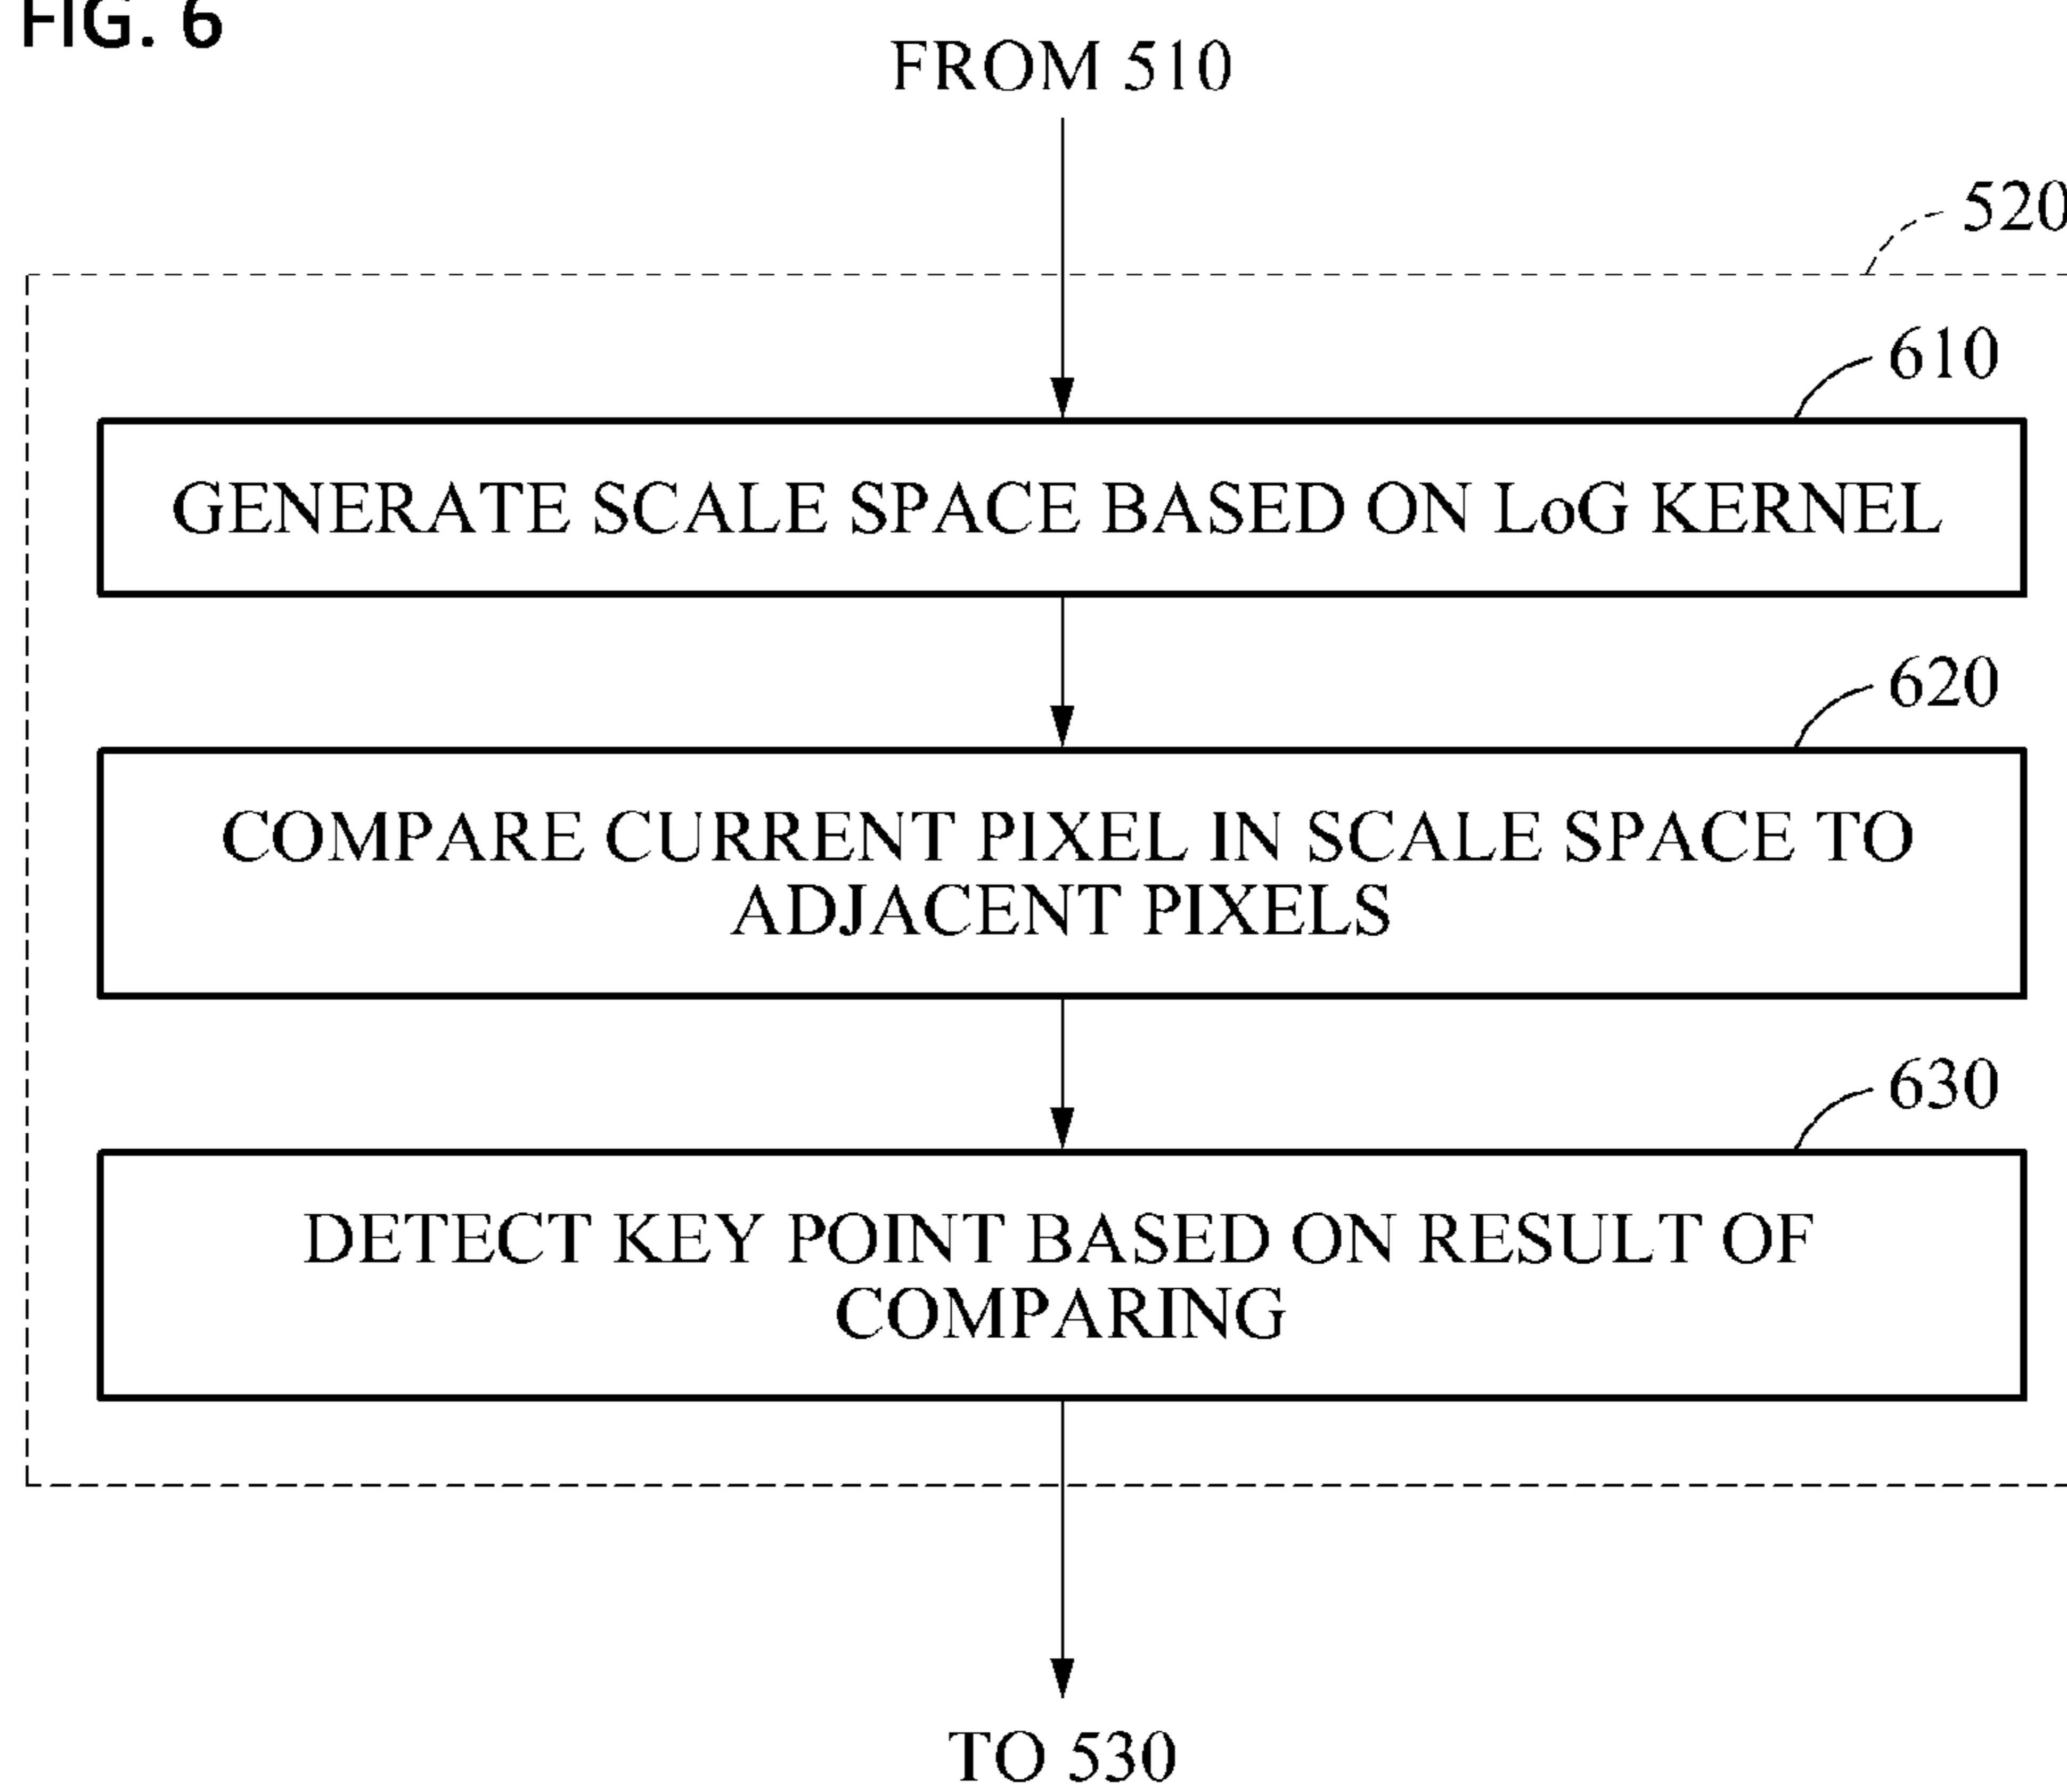 FIG. 6
FROM 510
520
610
GENERATE SCALE SPACE BASED ON LoG KERNEL
620
COMPARE CURRENT PIXEL IN SCALE SPACE TO
ADJACENT PIXELS
630
DETECT KEY POINT BASED ON RESULT OF
COMPARING
TO 530